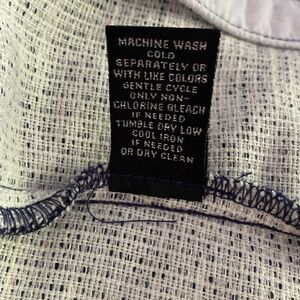 MACHINE WASH
COLD
SEPARATELY OR
WITH LIKE COLORS
GENTLE CYCLE
ONLY NON-
CHLORINE BLEACH
IF NEEDED
TUMBLE DRY LOW
COOL IRON
IF NEEDED
OR DRY CLEAN